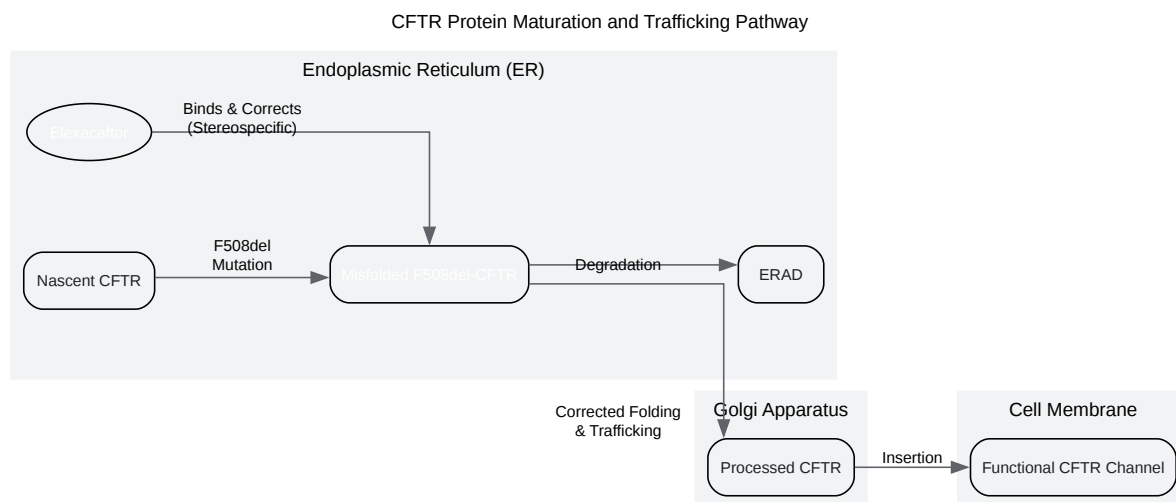 CFTR Protein Maturation and Trafficking Pathway
Endoplasmic Reticulum (ER)
Elexacaftor
Binds & Corrects
(Stereospecific)
Nascent CFTR
F508del
Mutation
Misfolded F508del-CFTR
Degradation
ERAD
Corrected Folding
& Trafficking
Golgi Apparatus
Processed CFTR
Insertion
Cell Membrane
Functional CFTR Channel